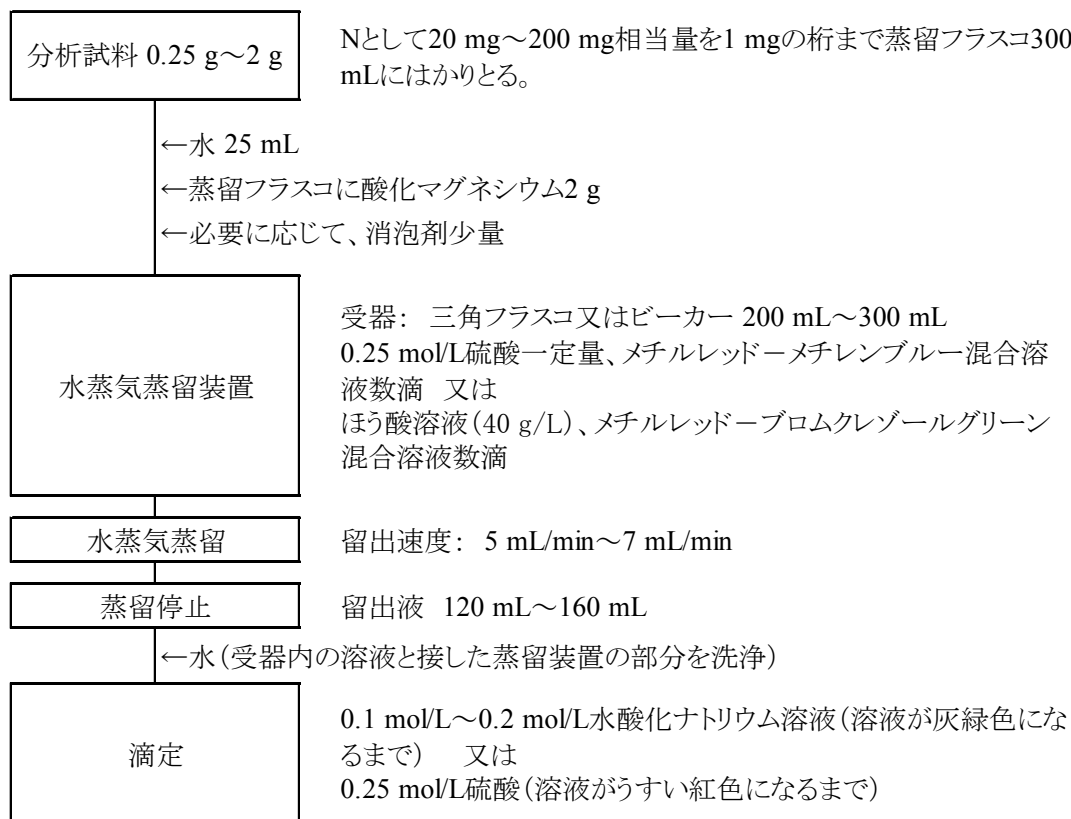 分析試料 0.25 g～2 g
Nとして20 mg～200 mg相当量を1 mgの桁まで蒸留フラスコ300
mLにはかりとる。
←水 25 mL
←蒸留フラスコに酸化マグネシウム2 g
←必要に応じて、消泡剤少量
水蒸気蒸留装置
受器： 三角フラスコ又はビーカー 200 mL～300 mL
0.25 mol/L硫酸一定量、メチルレッド－メチレンブルー混合溶
液数滴 又は
ほう酸溶液（40 g/L）、メチルレッド－ブロムクレゾールグリーン
混合溶液数滴
水蒸気蒸留
留出速度： 5 mL/min～7 mL/min
蒸留停止
留出液 120 mL～160 mL
←水（受器内の溶液と接した蒸留装置の部分を洗浄）
滴定
0.1 mol/L～0.2 mol/L水酸化ナトリウム溶液（溶液が灰緑色にな
るまで） 又は
0.25 mol/L硫酸（溶液がうすい紅色になるまで）